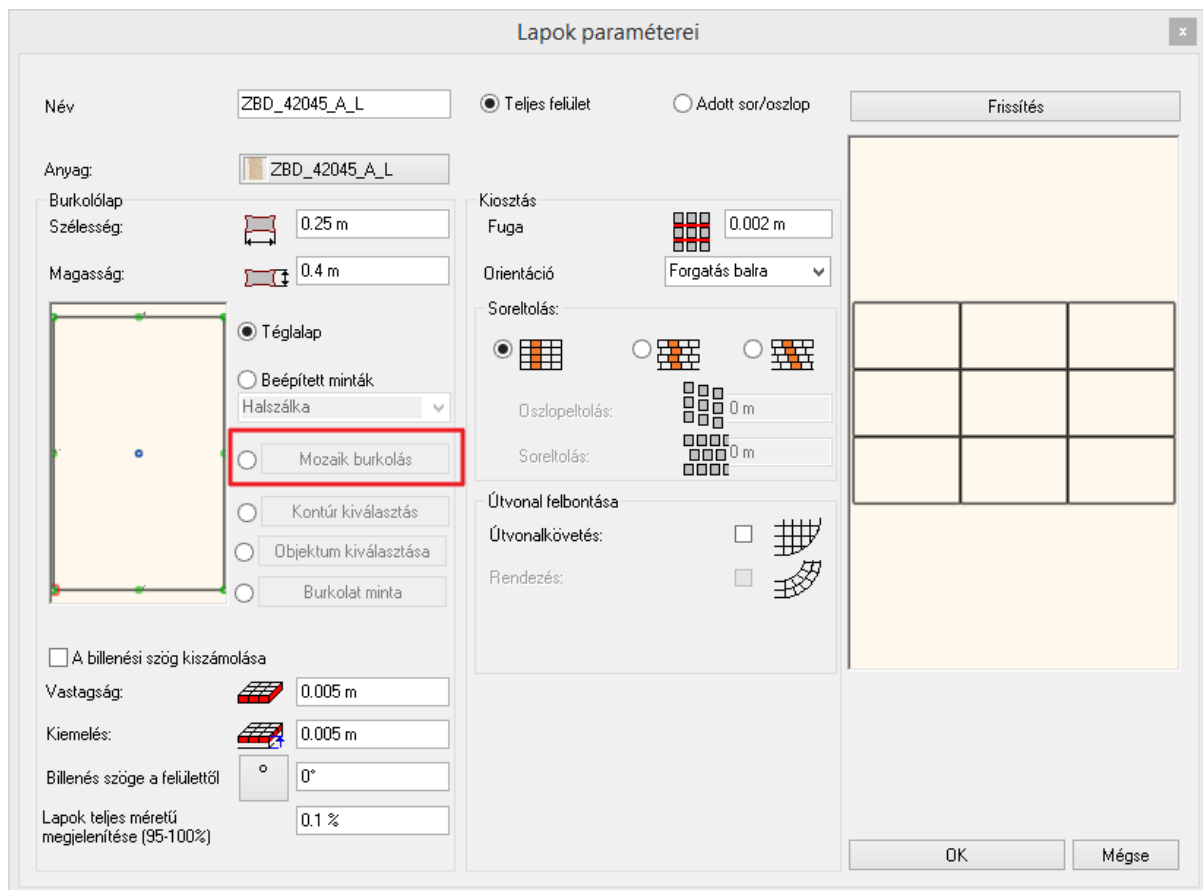 Lapok paraméterei
x
Név
ZBD_42045_A_L
Teljes felület
Adott sor/oszlop
Frissítés
Anyag:
ZBD_42045_A_L
Burkolólap
Szélesség:
0.25 m
Magasság:
0.4 m
Téglalap
Beépített minták
Halszálka
Mozaik burkolás
Kontúr kiválasztás
Objektum kiválasztása
Burkolat minta
A billenési szög kiszámolása
Vastagság:
0.005 m
Kiemelés:
0.005 m
Billenés szöge a felülettől
°
0°
Lapok teljes méretű
megjelenítése (95-100%)
0.1 %
Kiosztás
Fuga
0.002 m
Orientáció
Forgatás balra
Soreltolás:
Oszlopeltolás:
0 m
Soreltolás:
0 m
Útvonal felbontása
Útvonalkövetés:
Rendezés:
OK
Mégse